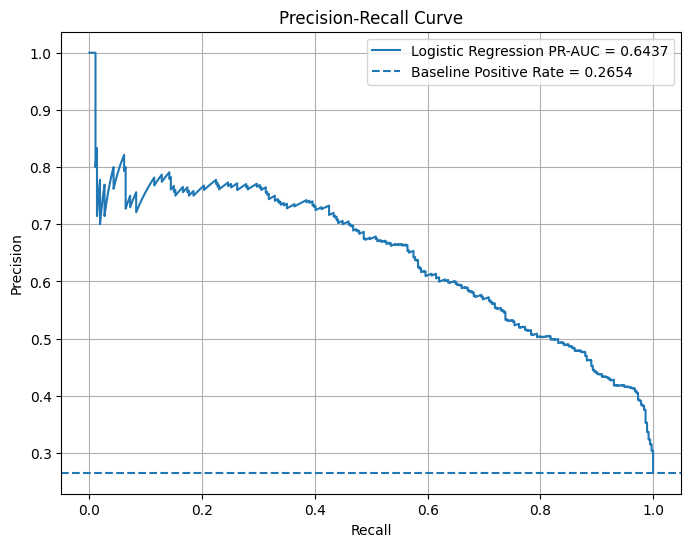 Precision-Recall Curve
Logistic Regression PR-AUC = 0.6437
Baseline Positive Rate = 0.2654
Precision
1.0
0.9
0.8
0.7
0.6
0.5
0.4
0.3
0.0 0.2 0.4 0.6 0.8 1.0
Recall